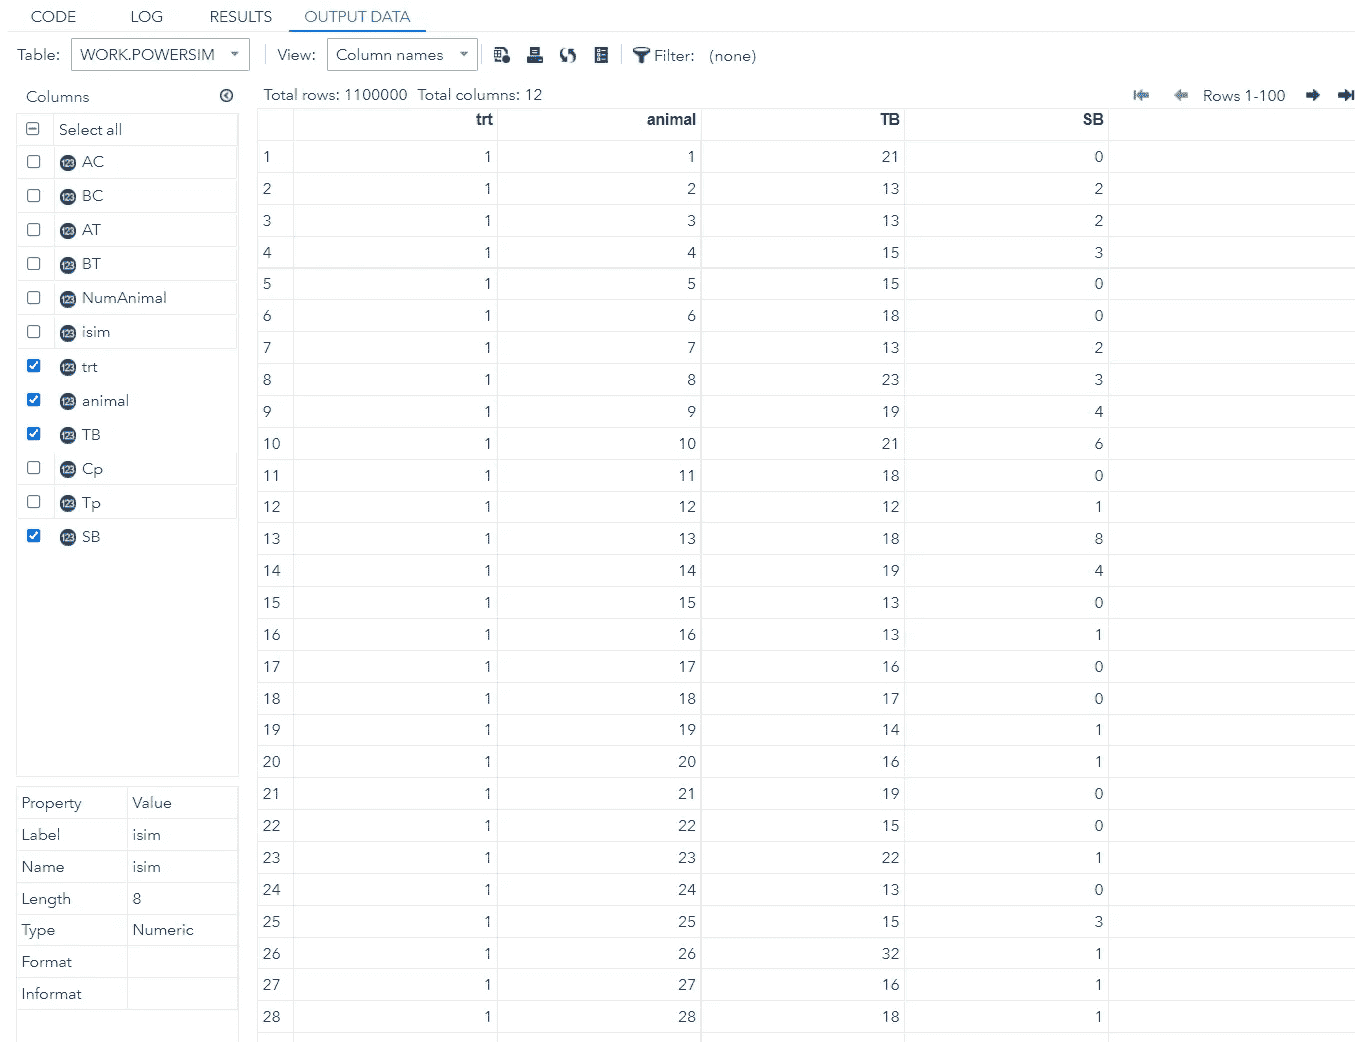 CODE LOG RESULTS OUTPUT DATA
Table: WORK.POWERSIM View: Column names Filter: (none)
Columns
Total rows: 1100000 Total columns: 12 Rows 1-100
Select all
AC
BC
AT
BT
NumAnimal
isim
trt
animal
TB
Cp
Tp
SB
Property Value
Label isim
Name isim
Length 8
Type Numeric
Format
Informat
trt animal TB SB
1 1 1 21 0
2 1 2 13 2
3 1 3 13 2
4 1 4 15 3
5 1 5 15 0
6 1 6 18 0
7 1 7 13 2
8 1 8 23 3
9 1 9 19 4
10 1 10 21 6
11 1 11 18 0
12 1 12 12 1
13 1 13 18 8
14 1 14 19 4
15 1 15 13 0
16 1 16 13 1
17 1 17 16 0
18 1 18 17 0
19 1 19 14 1
20 1 20 16 1
21 1 21 19 0
22 1 22 15 0
23 1 23 22 1
24 1 24 13 0
25 1 25 15 3
26 1 26 32 1
27 1 27 16 1
28 1 28 18 1